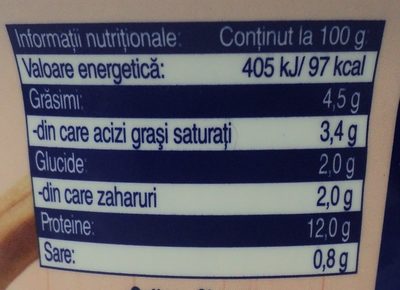 Informații nutriționale: Conținut la 100 g:
Valoare energetică: 405 kJ/ 97 kcal
Grăsimi: 4,5 g
-din care acizi grași saturați 3,4 g
Glucide: 2,0 g
-din care zaharuri 2,0 g
Proteine: 12,0 g
Sare: 0,8 g